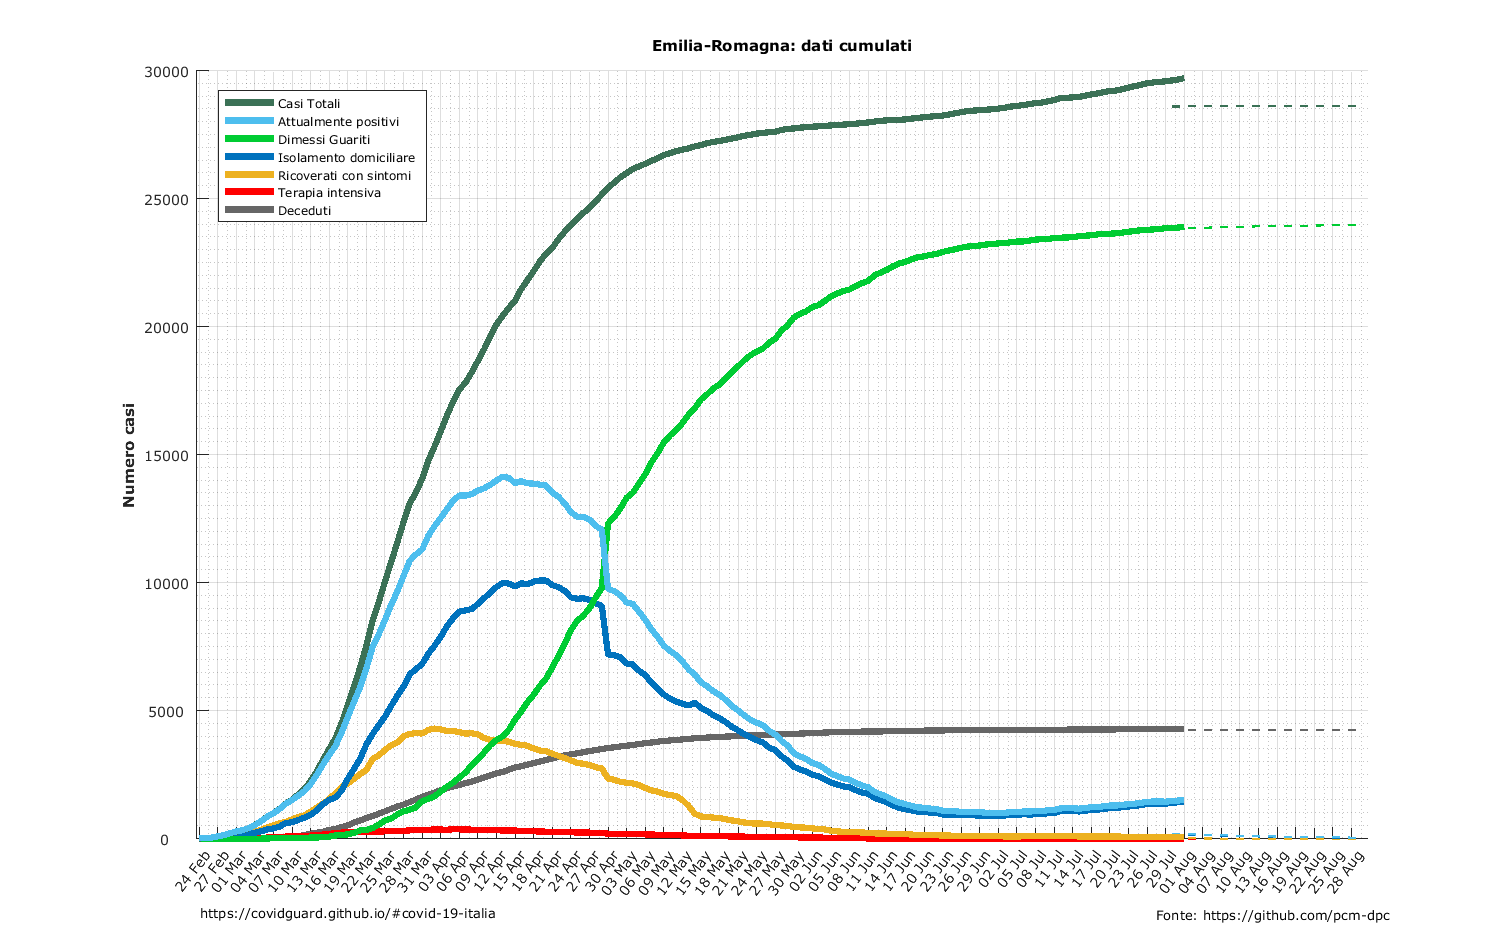 Emilia-Romagna: dati cumulati
30000
25000
20000
15000
10000
5000
0
Numero casi
Casi Totali
Attualmente positivi
Dimessi Guariti
Isolamento domiciliare
Ricoverati con sintomi
Terapia intensiva
Deceduti
24 Feb
27 Feb
01 Mar
04 Mar
07 Mar
10 Mar
13 Mar
16 Mar
19 Mar
22 Mar
25 Mar
28 Mar
31 Mar
03 Apr
06 Apr
09 Apr
12 Apr
15 Apr
18 Apr
21 Apr
24 Apr
27 Apr
30 Apr
03 May
06 May
09 May
12 May
15 May
18 May
21 May
24 May
27 May
30 May
02 Jun
05 Jun
08 Jun
11 Jun
14 Jun
17 Jun
20 Jun
23 Jun
26 Jun
29 Jun
02 Jul
05 Jul
08 Jul
11 Jul
14 Jul
17 Jul
20 Jul
23 Jul
26 Jul
29 Jul
01 Aug
04 Aug
07 Aug
10 Aug
13 Aug
16 Aug
19 Aug
22 Aug
25 Aug
28 Aug
https://covidguard.github.io/#covid-19-italia
Fonte: https://github.com/pcm-dpc